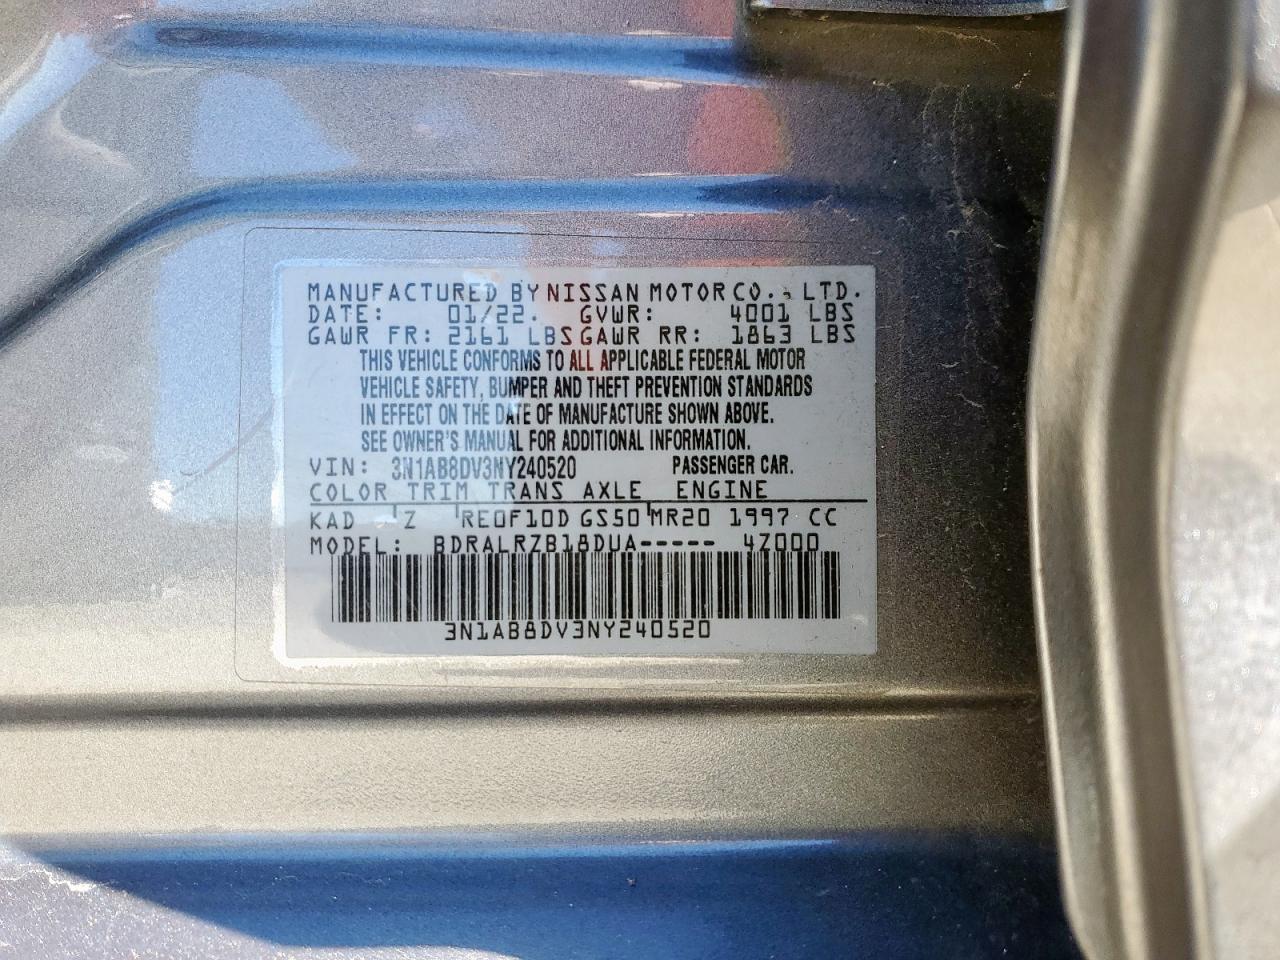 MANUFACTURED BY NISSAN MOTOR CO., LTD.
DATE: 01/22. GVWR: 4001 LBS
GAWR FR: 2161 LBS GAWR RR: 1863 LBS
THIS VEHICLE CONFORMS TO ALL APPLICABLE FEDERAL MOTOR
VEHICLE SAFETY, BUMPER AND THEFT PREVENTION STANDARDS
IN EFFECT ON THE DATE OF MANUFACTURE SHOWN ABOVE.
SEE OWNER'S MANUAL FOR ADDITIONAL INFORMATION.
VIN: 3N1AB8DV3NY240520 PASSENGER CAR.
COLOR TRIM TRANS AXLE ENGINE
KAD Z RE0F10D GS50 MR20 1997 CC
MODEL: BDRALRZB18DUA----- 4Z000
3N1AB8DV3NY240520